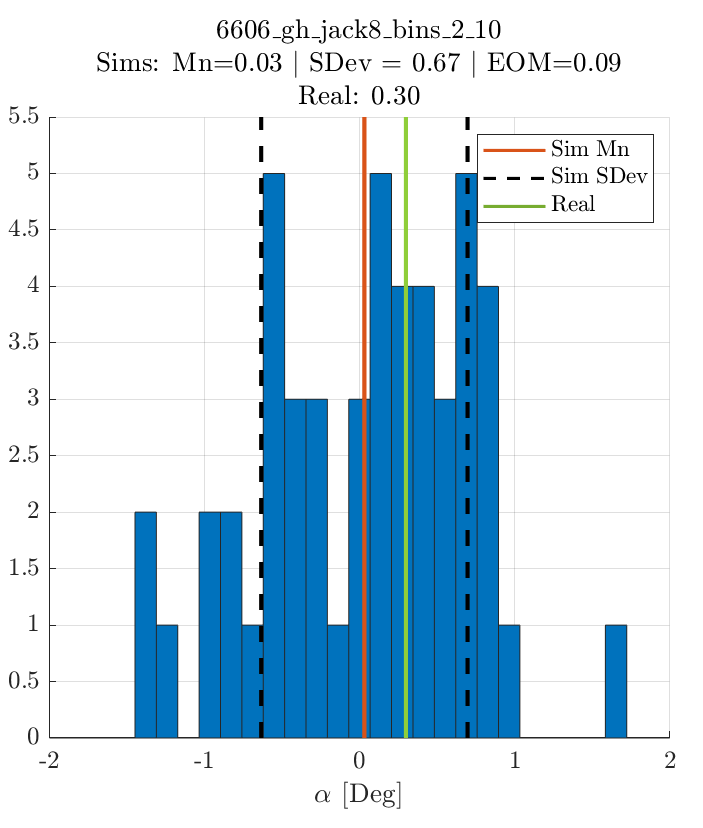 6606_gh_jack8_bins_2_10
Sims: Mn=0.03 | SDev = 0.67 | EOM=0.09
Real: 0.30
5.5
5
4.5
4
3.5
3
2.5
2
1.5
1
0.5
0
Sim Mn
Sim SDev
Real
-2
-1
0
1
2
α [Deg]